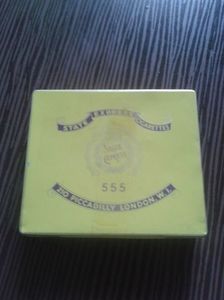 STATE EXPRESS CIGARETTES
555
210 PICCADILLY LONDON, W.1.